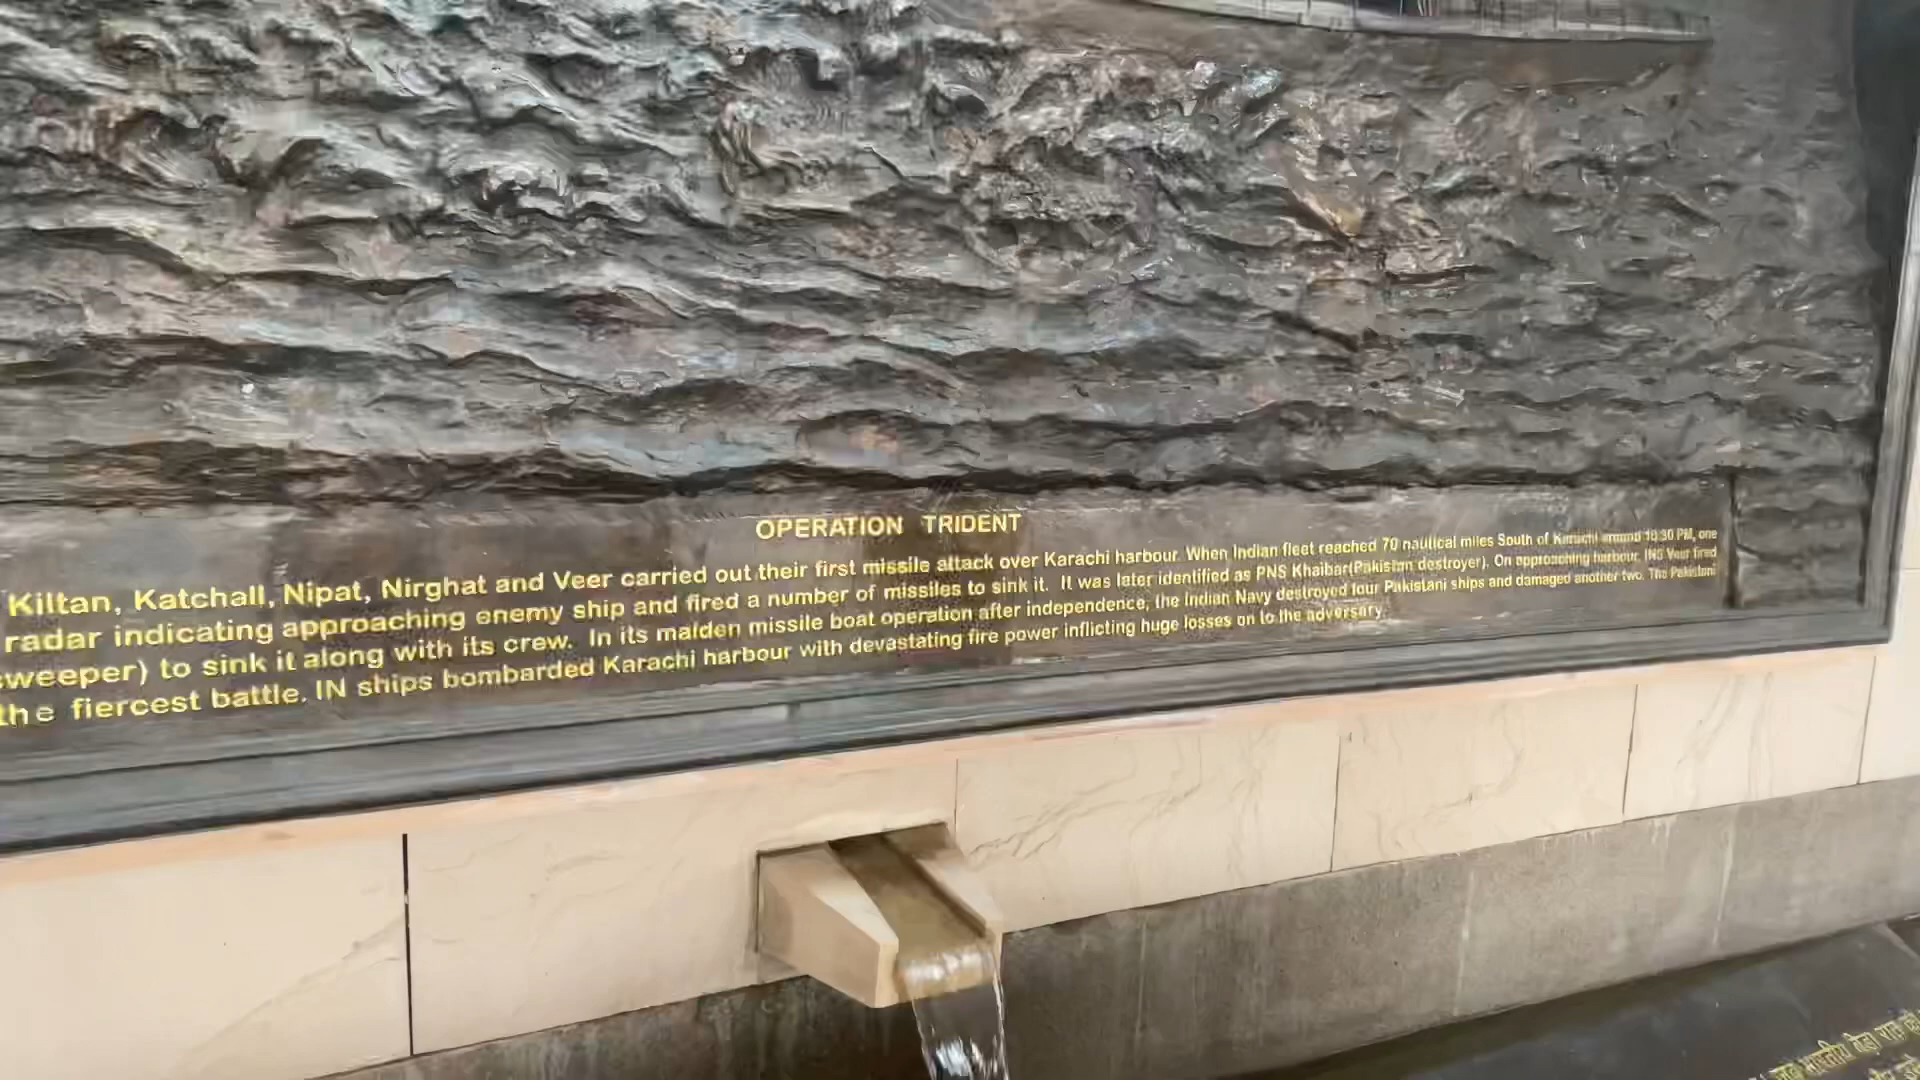 OPERATION TRIDENT
Kiltan, Katchall, Nipat, Nirghat and Veer carried out their first missile attack over Karachi harbour. When Indian fleet reached 70 nautical miles South of Karachi around 10.30 PM, one
radar indicating approaching enemy ship and fired a number of missiles to sink it. It was later identified as PNS Khaibar(Pakistan destroyer). On approaching harbour, INS Veer fired
sweeper) to sink it along with its crew. In its maiden missile boat operation after independence, the Indian Navy destroyed four Pakistani ships and damaged another two. The Pakistani
the fiercest battle. IN ships bombarded Karachi harbour with devastating fire power inflicting huge losses on to the adversary.
भारतीय बेड़ा